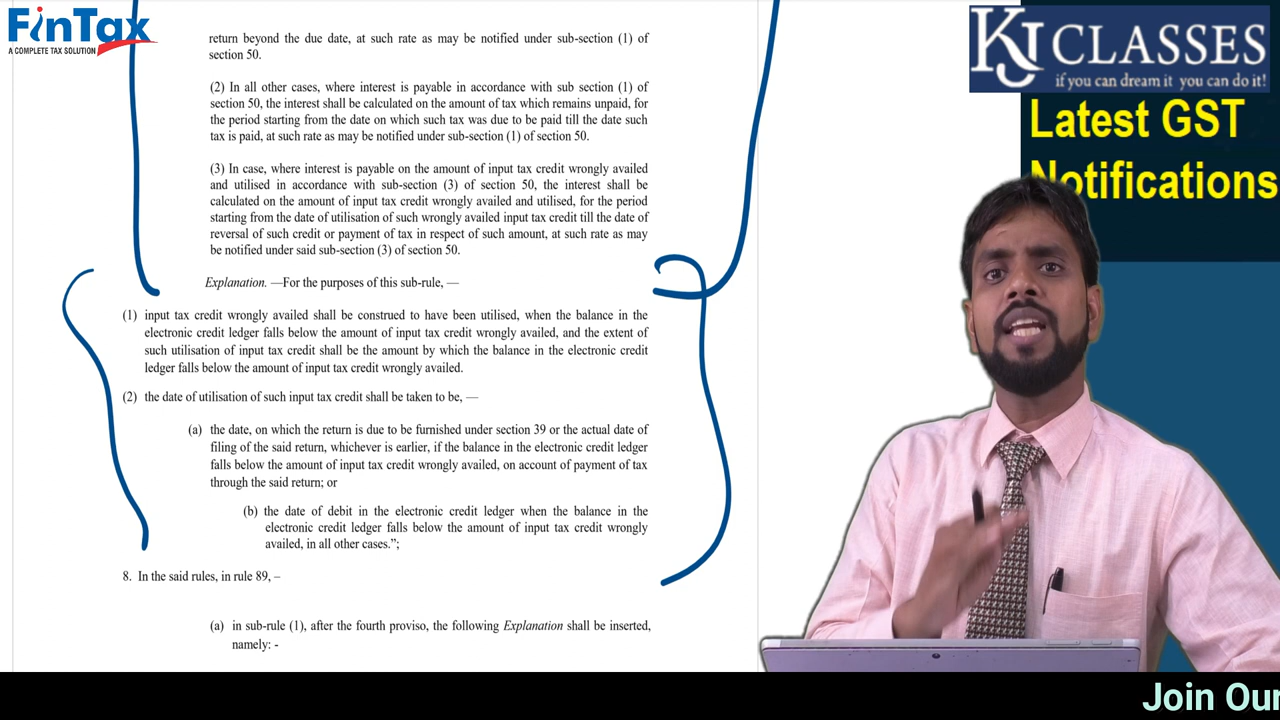 FinTax
A COMPLETE TAX SOLUTION
KJ CLASSES
if you can dream it you can do it!
Latest GST
Notifications
return beyond the due date, at such rate as may be notified under sub-section (1) of
section 50.
(2) In all other cases, where interest is payable in accordance with sub section (1) of
section 50, the interest shall be calculated on the amount of tax which remains unpaid, for
the period starting from the date on which such tax was due to be paid till the date such
tax is paid, at such rate as may be notified under sub-section (1) of section 50.
(3) In case, where interest is payable on the amount of input tax credit wrongly availed
and utilised in accordance with sub-section (3) of section 50, the interest shall be
calculated on the amount of input tax credit wrongly availed and utilised, for the period
starting from the date of utilisation of such wrongly availed input tax credit till the date of
reversal of such credit or payment of tax in respect of such amount, at such rate as may
be notified under said sub-section (3) of section 50.
Explanation. —For the purposes of this sub-rule, —
(1) input tax credit wrongly availed shall be construed to have been utilised, when the balance in the
electronic credit ledger falls below the amount of input tax credit wrongly availed, and the extent of
such utilisation of input tax credit shall be the amount by which the balance in the electronic credit
ledger falls below the amount of input tax credit wrongly availed.
(2) the date of utilisation of such input tax credit shall be taken to be, —
(a) the date, on which the return is due to be furnished under section 39 or the actual date of
filing of the said return, whichever is earlier, if the balance in the electronic credit ledger
falls below the amount of input tax credit wrongly availed, on account of payment of tax
through the said return; or
(b) the date of debit in the electronic credit ledger when the balance in the
electronic credit ledger falls below the amount of input tax credit wrongly
availed, in all other cases.”;
8. In the said rules, in rule 89, –
(a) in sub-rule (1), after the fourth proviso, the following Explanation shall be inserted,
namely: -
Join Our